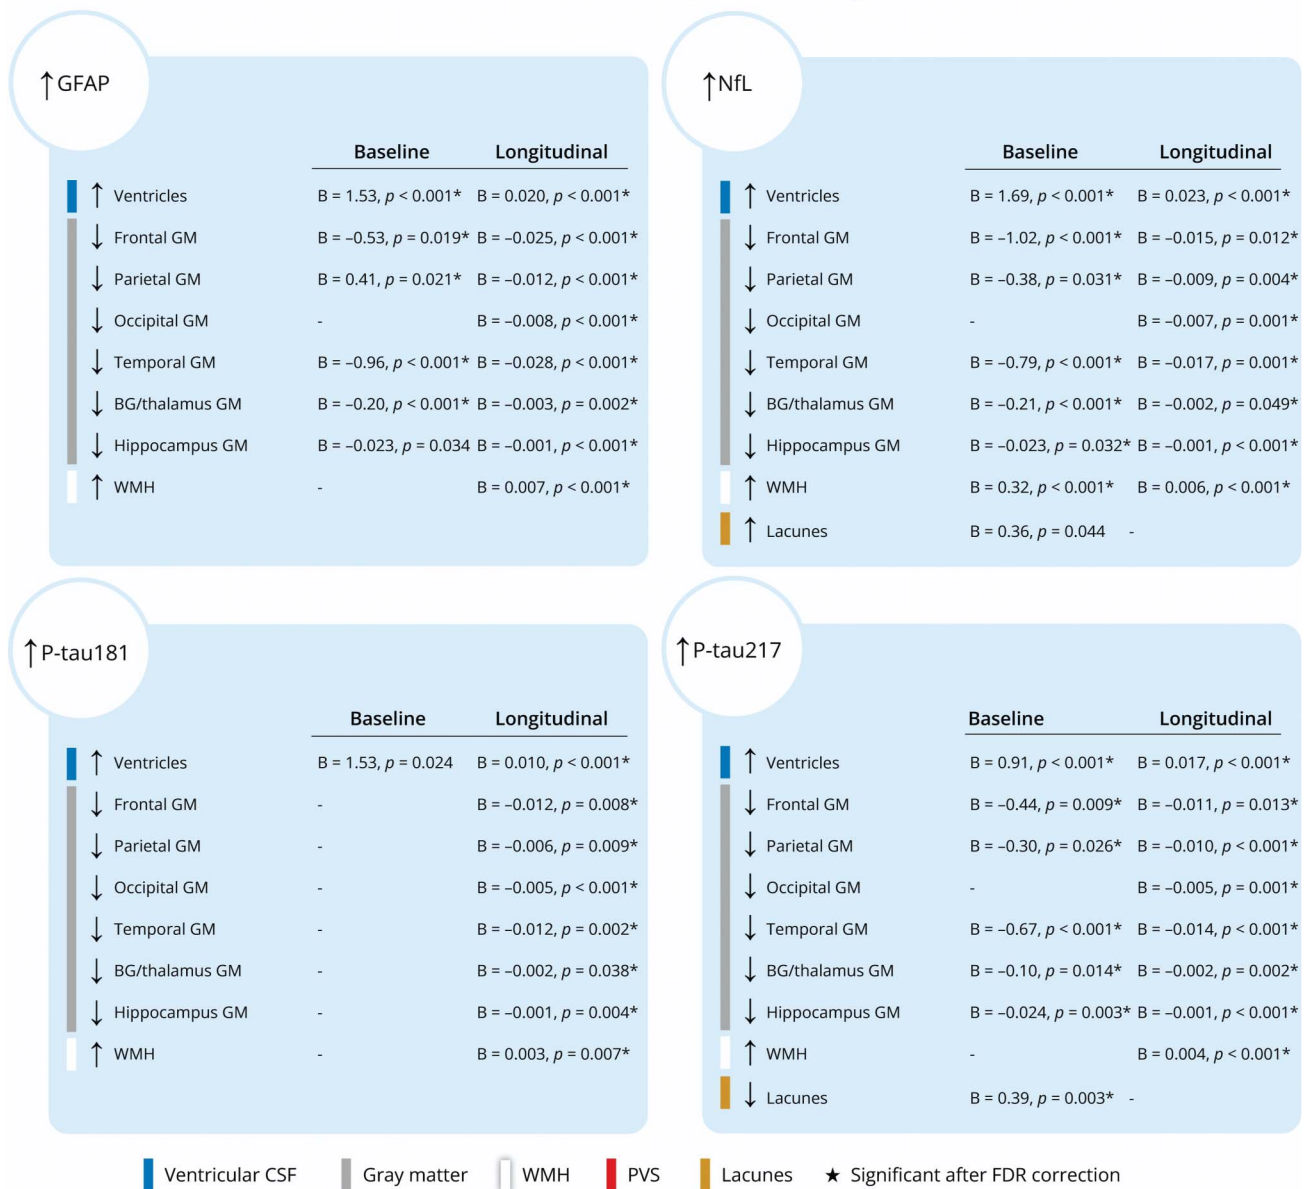 ↑GFAP
Baseline Longitudinal
↑ Ventricles B = 1.53, p < 0.001* B = 0.020, p < 0.001*
↓ Frontal GM B = –0.53, p = 0.019* B = –0.025, p < 0.001*
↓ Parietal GM B = 0.41, p = 0.021* B = –0.012, p < 0.001*
↓ Occipital GM - B = –0.008, p < 0.001*
↓ Temporal GM B = –0.96, p < 0.001* B = –0.028, p < 0.001*
↓ BG/thalamus GM B = –0.20, p < 0.001* B = –0.003, p = 0.002*
↓ Hippocampus GM B = –0.023, p = 0.034 B = –0.001, p < 0.001*
↑ WMH - B = 0.007, p < 0.001*
↑NfL
Baseline Longitudinal
↑ Ventricles B = 1.69, p < 0.001* B = 0.023, p < 0.001*
↓ Frontal GM B = –1.02, p < 0.001* B = –0.015, p = 0.012*
↓ Parietal GM B = –0.38, p = 0.031* B = –0.009, p = 0.004*
↓ Occipital GM - B = –0.007, p = 0.001*
↓ Temporal GM B = –0.79, p < 0.001* B = –0.017, p = 0.001*
↓ BG/thalamus GM B = –0.21, p < 0.001* B = –0.002, p = 0.049*
↓ Hippocampus GM B = –0.023, p = 0.032* B = –0.001, p < 0.001*
↑ WMH B = 0.32, p < 0.001* B = 0.006, p < 0.001*
↑ Lacunes B = 0.36, p = 0.044 -
↑P-tau181
Baseline Longitudinal
↑ Ventricles B = 1.53, p = 0.024 B = 0.010, p < 0.001*
↓ Frontal GM - B = –0.012, p = 0.008*
↓ Parietal GM - B = –0.006, p = 0.009*
↓ Occipital GM - B = –0.005, p < 0.001*
↓ Temporal GM - B = –0.012, p = 0.002*
↓ BG/thalamus GM - B = –0.002, p = 0.038*
↓ Hippocampus GM - B = –0.001, p = 0.004*
↑ WMH - B = 0.003, p = 0.007*
↑P-tau217
Baseline Longitudinal
↑ Ventricles B = 0.91, p < 0.001* B = 0.017, p < 0.001*
↓ Frontal GM B = –0.44, p = 0.009* B = –0.011, p = 0.013*
↓ Parietal GM B = –0.30, p = 0.026* B = –0.010, p < 0.001*
↓ Occipital GM - B = –0.005, p = 0.001*
↓ Temporal GM B = –0.67, p < 0.001* B = –0.014, p < 0.001*
↓ BG/thalamus GM B = –0.10, p = 0.014* B = –0.002, p = 0.002*
↓ Hippocampus GM B = –0.024, p = 0.003* B = –0.001, p < 0.001*
↑ WMH - B = 0.004, p < 0.001*
↓ Lacunes B = 0.39, p = 0.003* -
Ventricular CSF Gray matter WMH PVS Lacunes ★ Significant after FDR correction